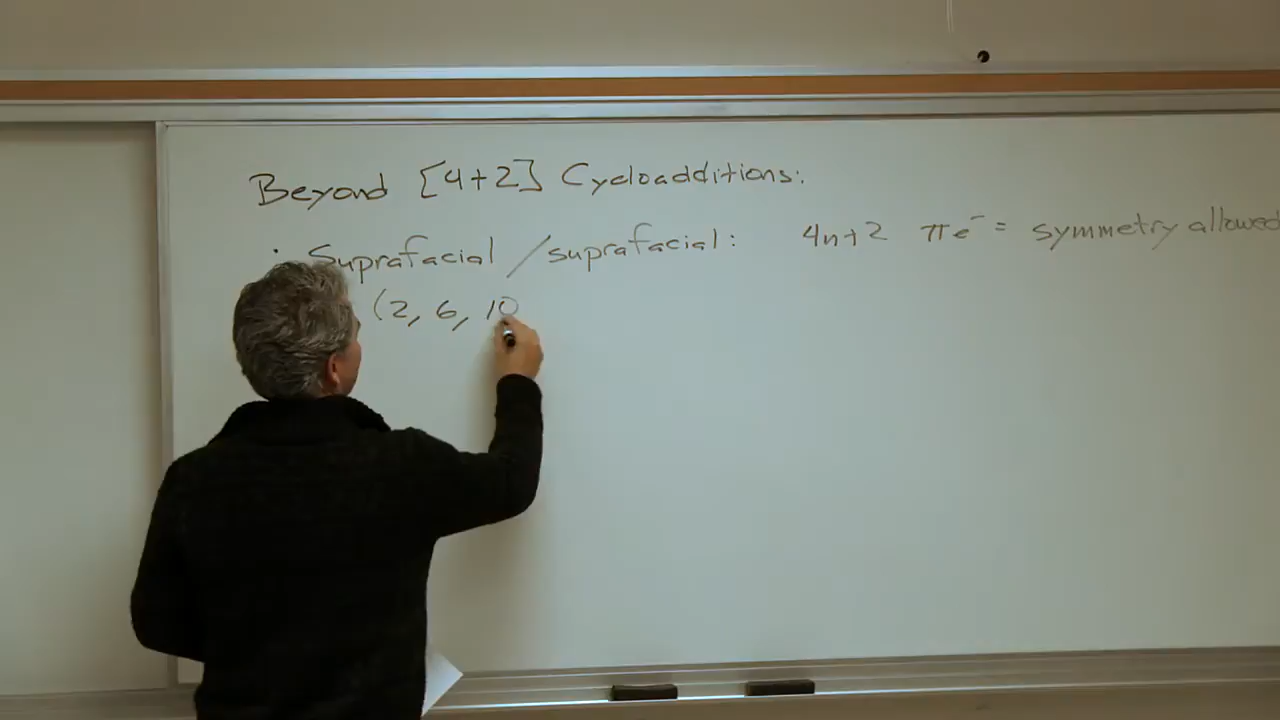 Beyond [4+2] Cycloadditions:
· Suprafacial/suprafacial: 4n+2 πe⁻ = symmetry allowed
(2, 6, 10